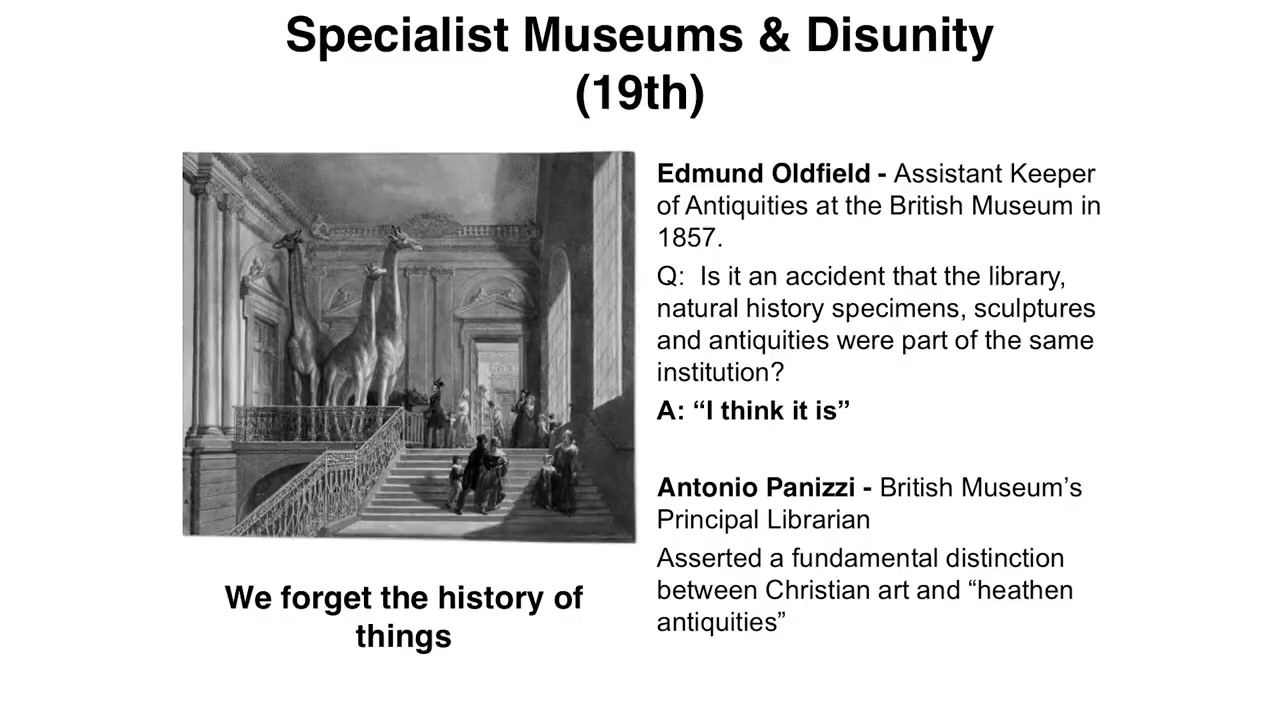 Specialist Museums & Disunity
(19th)
Edmund Oldfield - Assistant Keeper
of Antiquities at the British Museum in
1857.
Q:  Is it an accident that the library,
natural history specimens, sculptures
and antiquities were part of the same
institution?
A: “I think it is”
Antonio Panizzi - British Museum’s
Principal Librarian
Asserted a fundamental distinction
between Christian art and “heathen
antiquities”
We forget the history of
things